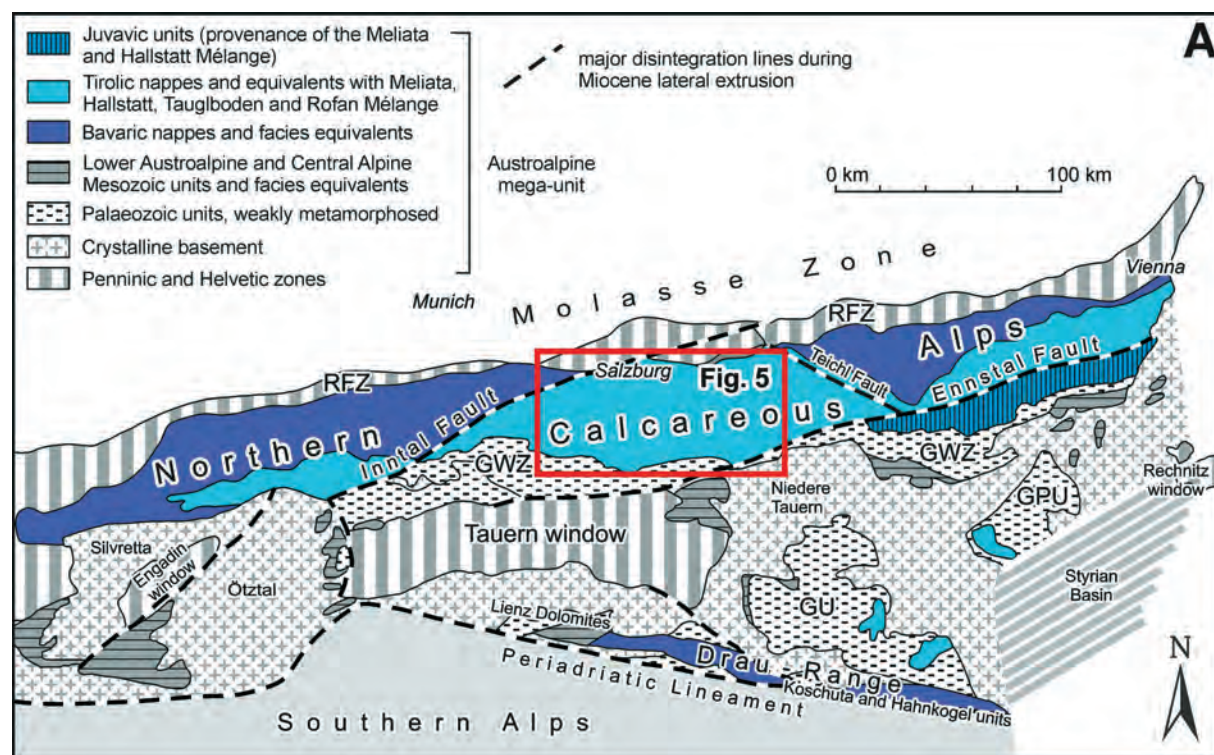 A
Juvavic units (provenance of the Meliata
and Hallstatt Mélange)
Tirolic nappes and equivalents with Meliata,
Hallstatt, Tauglboden and Rofan Mélange
Bavaric nappes and facies equivalents
Lower Austroalpine and Central Alpine
Mesozoic units and facies equivalents
Palaeozoic units, weakly metamorphosed
Crystalline basement
Penninic and Helvetic zones
Austroalpine
mega-unit
major disintegration lines during
Miocene lateral extrusion
0 km
100 km
Munich
Molasse Zone
Vienna
RFZ
RFZ
Salzburg
Fig. 5
Teichl Fault
Ennstal Fault
Inntal Fault
Northern
Calcareous
Alps
GWZ
GWZ
GPU
Rechnitz
window
Niedere
Tauern
Tauern window
Silvretta
Engadin
window
Ötztal
Styrian
Basin
GU
Lienz Dolomites
Drau-Range
Koschuta and Hahnkogel units
Periadriatic Lineament
Southern Alps
N